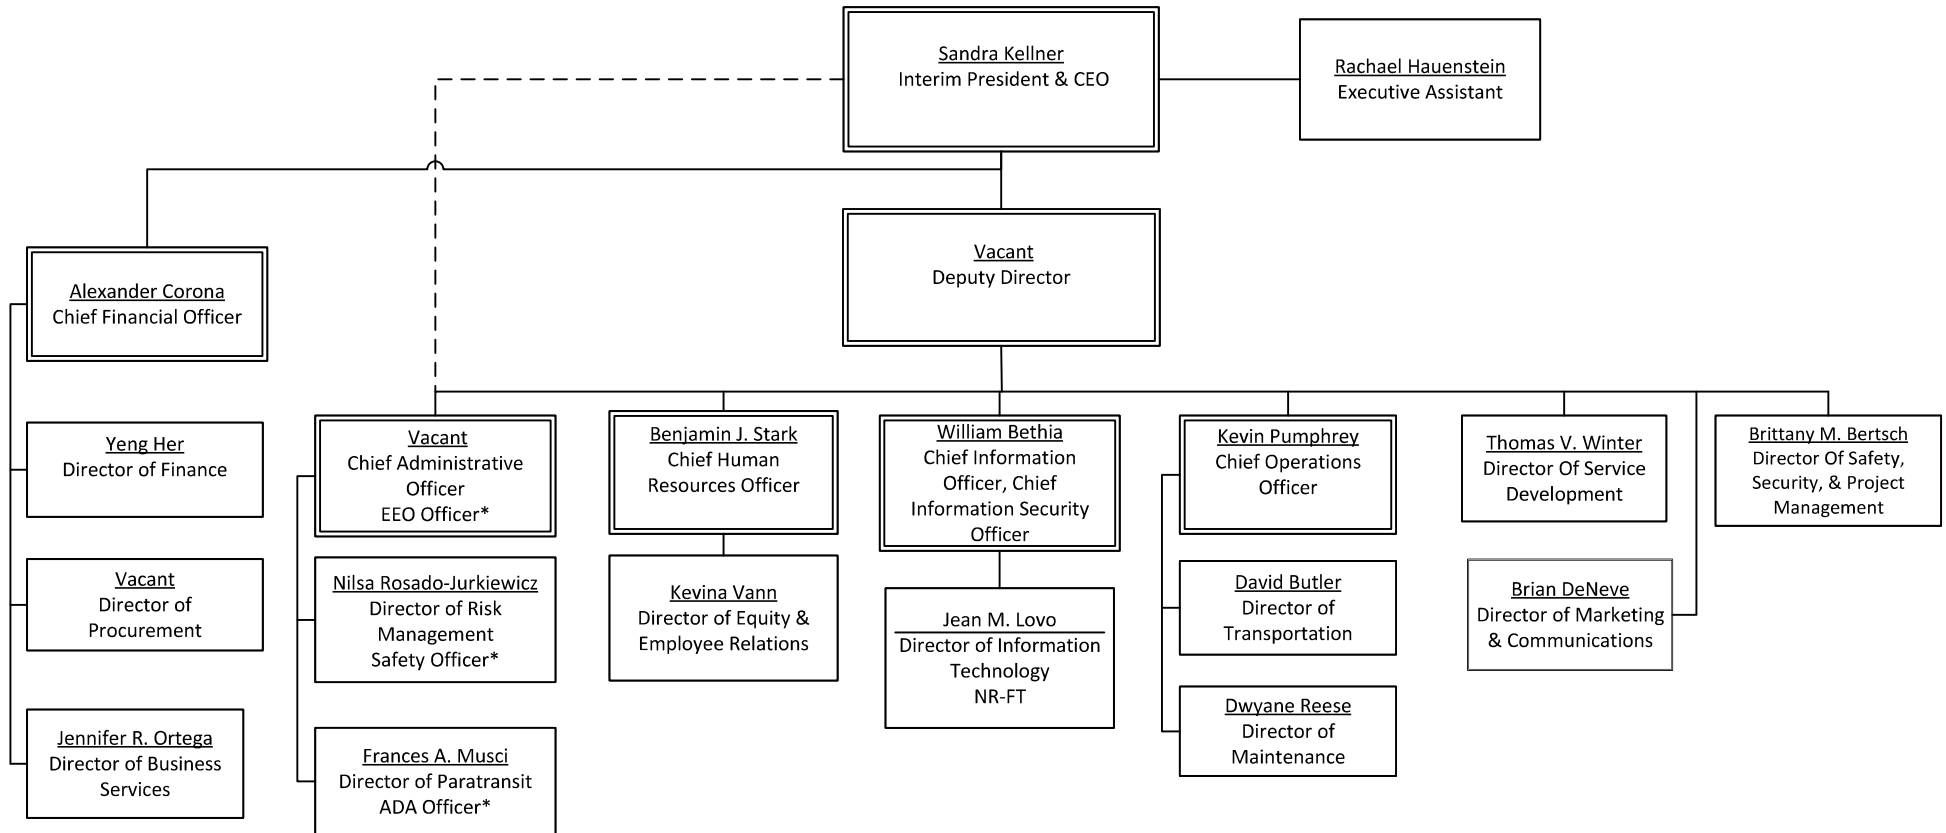 Sandra Kellner
Interim President & CEO
Rachael Hauenstein
Executive Assistant
Vacant
Deputy Director
Alexander Corona
Chief Financial Officer
Yeng Her
Director of Finance
Vacant
Director of
Procurement
Jennifer R. Ortega
Director of Business
Services
Vacant
Chief Administrative
Officer
EEO Officer*
Nilsa Rosado-Jurkiewicz
Director of Risk
Management
Safety Officer*
Frances A. Musci
Director of Paratransit
ADA Officer*
Benjamin J. Stark
Chief Human
Resources Officer
Kevina Vann
Director of Equity &
Employee Relations
William Bethia
Chief Information
Officer, Chief
Information Security
Officer
Jean M. Lovo
Director of Information
Technology
NR-FT
Kevin Pumphrey
Chief Operations
Officer
David Butler
Director of
Transportation
Dwyane Reese
Director of
Maintenance
Thomas V. Winter
Director Of Service
Development
Brian DeNeve
Director of Marketing
& Communications
Brittany M. Bertsch
Director Of Safety,
Security, & Project
Management